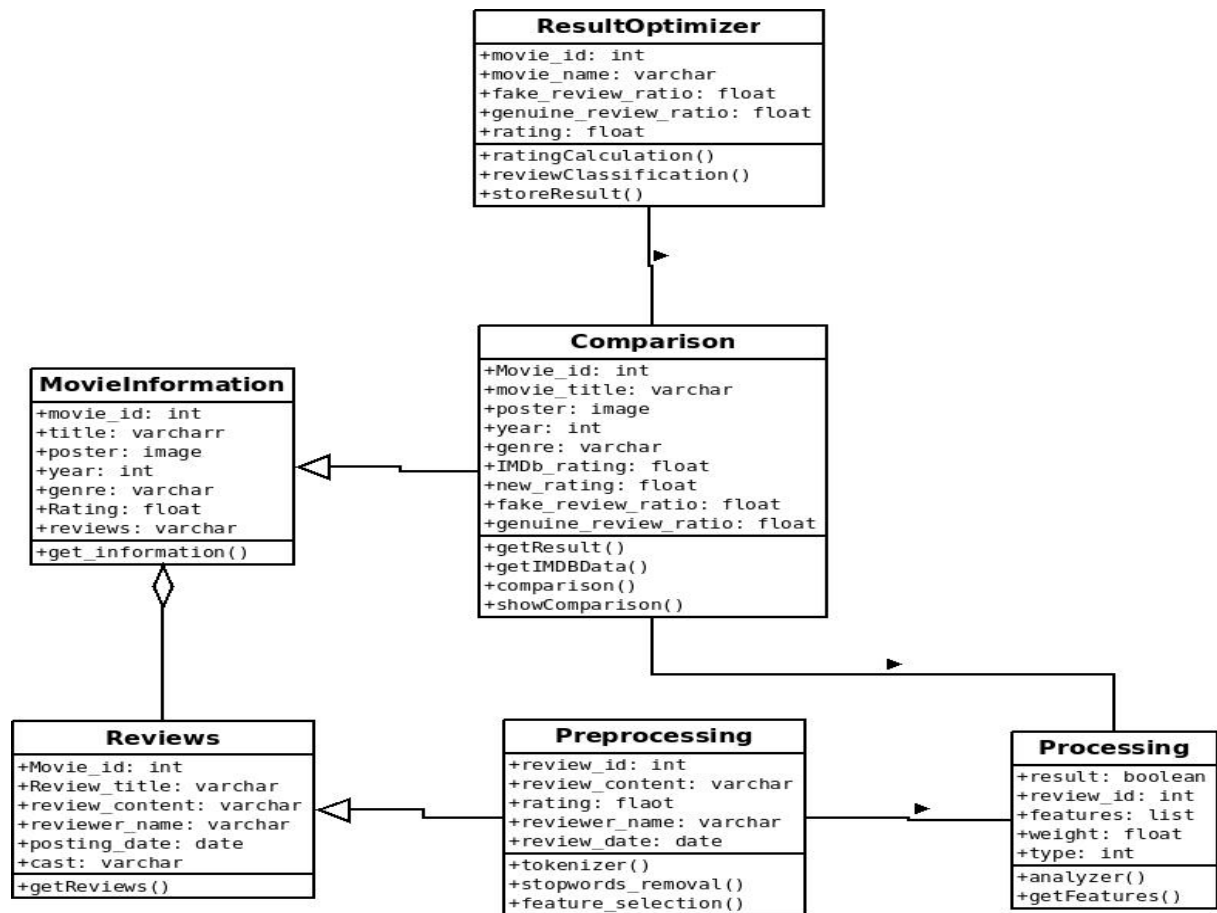 ResultOptimizer
+movie_id: int
+movie_name: varchar
+fake_review_ratio: float
+genuine_review_ratio: float
+rating: float
+ratingCalculation()
+reviewClassification()
+storeResult()
Comparison
+Movie_id: int
+movie_title: varchar
+poster: image
+year: int
+genre: varchar
+IMDb_rating: float
+new_rating: float
+fake_review_ratio: float
+genuine_review_ratio: float
+getResult()
+getIMDBData()
+comparison()
+showComparison()
MovieInformation
+movie_id: int
+title: varcharr
+poster: image
+year: int
+genre: varchar
+Rating: float
+reviews: varchar
+get_information()
Reviews
+Movie_id: int
+Review_title: varchar
+review_content: varchar
+reviewer_name: varchar
+posting_date: date
+cast: varchar
+getReviews()
Preprocessing
+review_id: int
+review_content: varchar
+rating: flaot
+reviewer_name: varchar
+review_date: date
+tokenizer()
+stopwords_removal()
+feature_selection()
Processing
+result: boolean
+review_id: int
+features: list
+weight: float
+type: int
+analyzer()
+getFeatures()